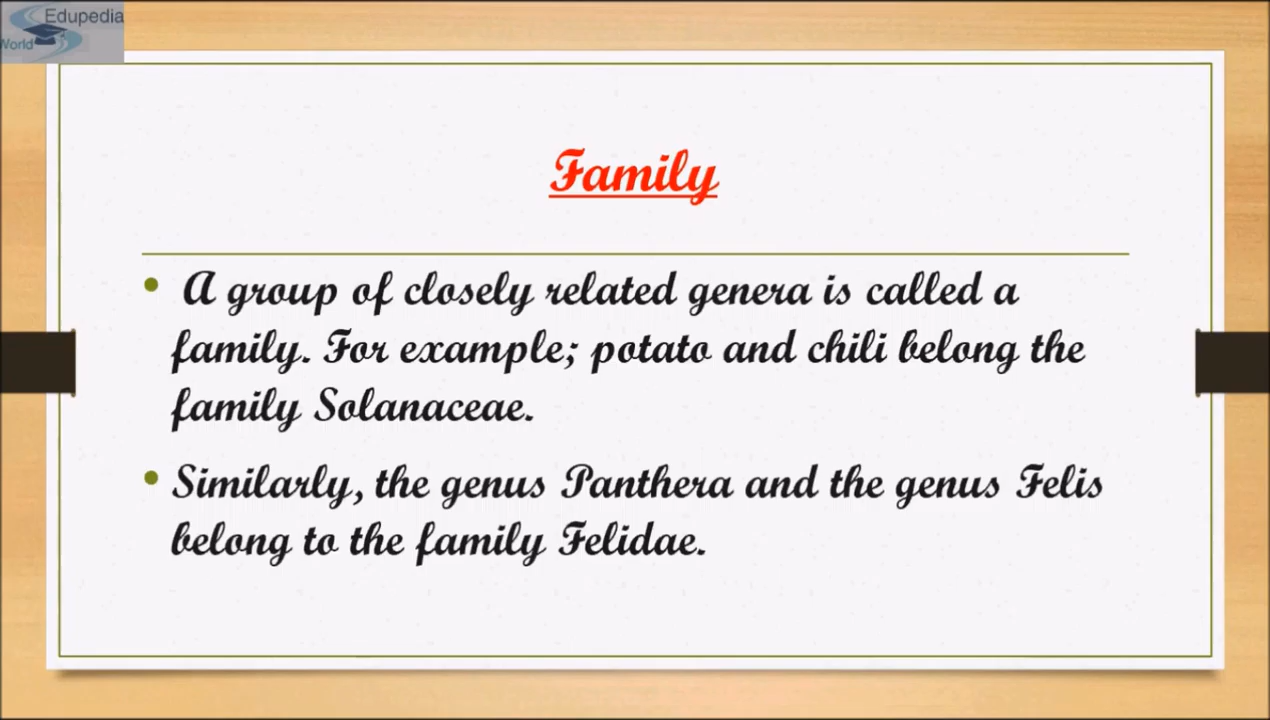 Edupedia
World
Family
• A group of closely related genera is called a
family. For example; potato and chili belong the
family Solanaceae.
• Similarly, the genus Panthera and the genus Felis
belong to the family Felidae.